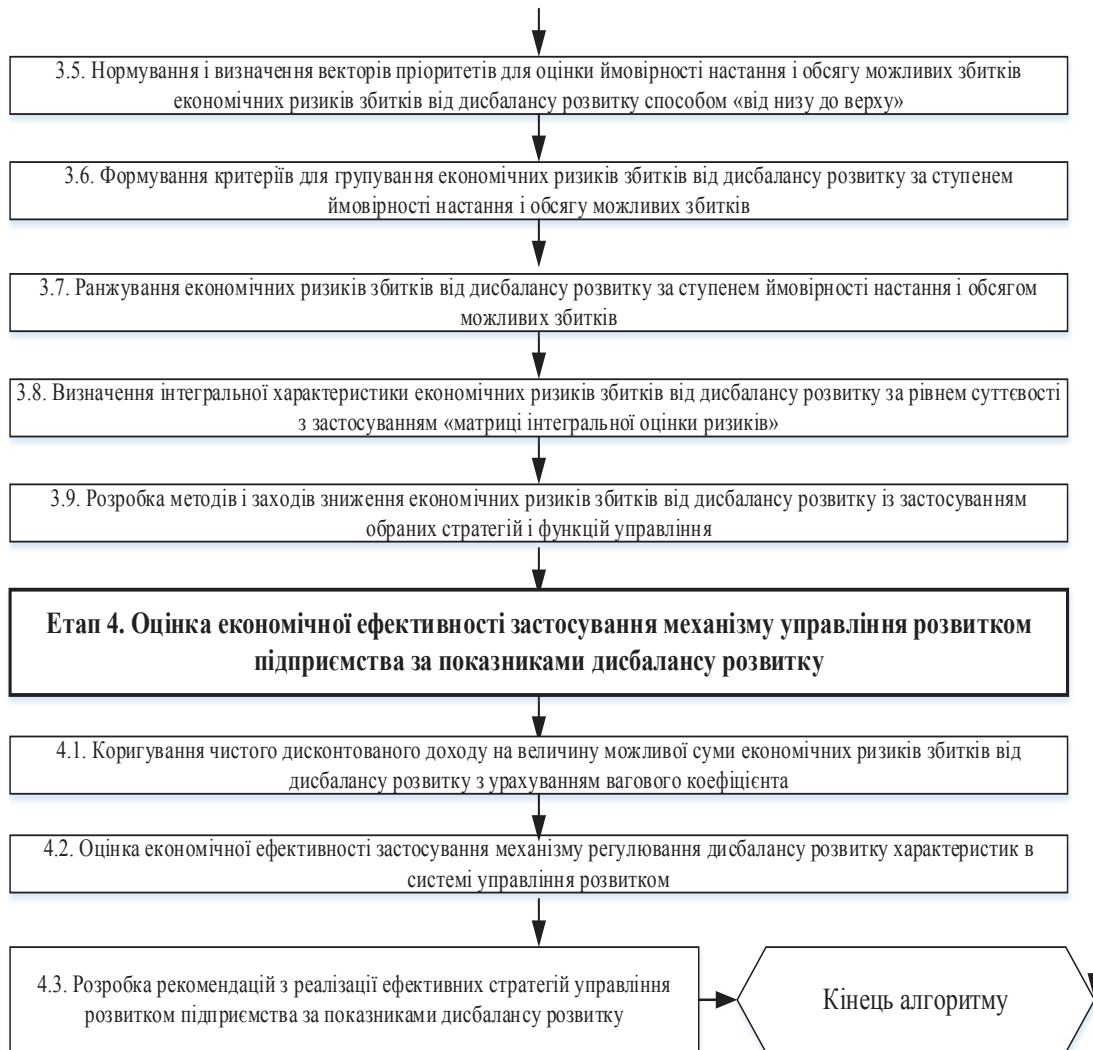 3.5. Нормування і визначення векторів пріоритетів для оцінки ймовірності настання і обсягу можливих збитків
економічних ризиків збитків від дисбалансу розвитку способом «від низу до верху»
3.6. Формування критеріїв для групування економічних ризиків збитків від дисбалансу розвитку за ступенем
ймовірності настання і обсягу можливих збитків
3.7. Ранжування економічних ризиків збитків від дисбалансу розвитку за ступенем ймовірності настання і обсягом
можливих збитків
3.8. Визначення інтегральної характеристики економічних ризиків збитків від дисбалансу розвитку за рівнем суттєвості
з застосуванням «матриці інтегральної оцінки ризиків»
3.9. Розробка методів і заходів зниження економічних ризиків збитків від дисбалансу розвитку із застосуванням
обраних стратегій і функцій управління
Етап 4. Оцінка економічної ефективності застосування механізму управління розвитком
підприємства за показниками дисбалансу розвитку
4.1. Коригування чистого дисконтованого доходу на величину можливої суми економічних ризиків збитків від
дисбалансу розвитку з урахуванням вагового коефіцієнта
4.2. Оцінка економічної ефективності застосування механізму регулювання дисбалансу розвитку характеристик в
системі управління розвитком
4.3. Розробка рекомендацій з реалізації ефективних стратегій управління
розвитком підприємства за показниками дисбалансу розвитку
Кінець алгоритму